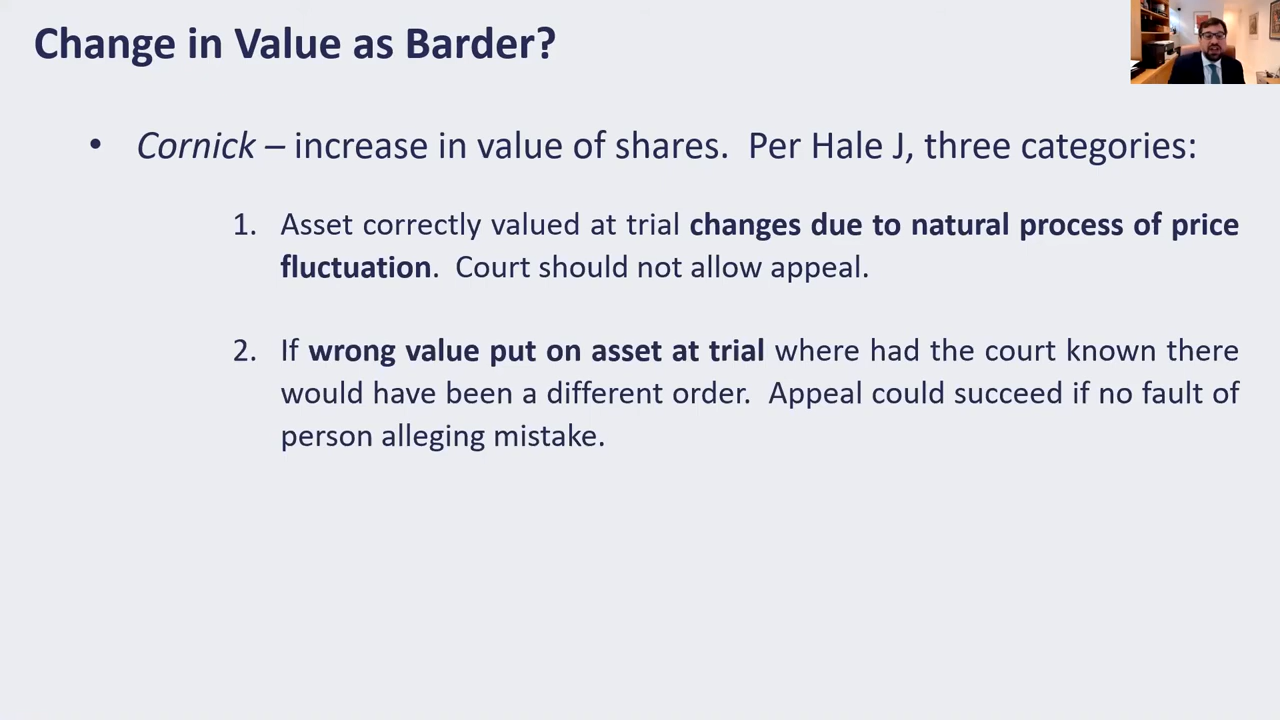 Change in Value as Barder?
• Cornick – increase in value of shares. Per Hale J, three categories:
1. Asset correctly valued at trial changes due to natural process of price
fluctuation. Court should not allow appeal.
2. If wrong value put on asset at trial where had the court known there
would have been a different order. Appeal could succeed if no fault of
person alleging mistake.